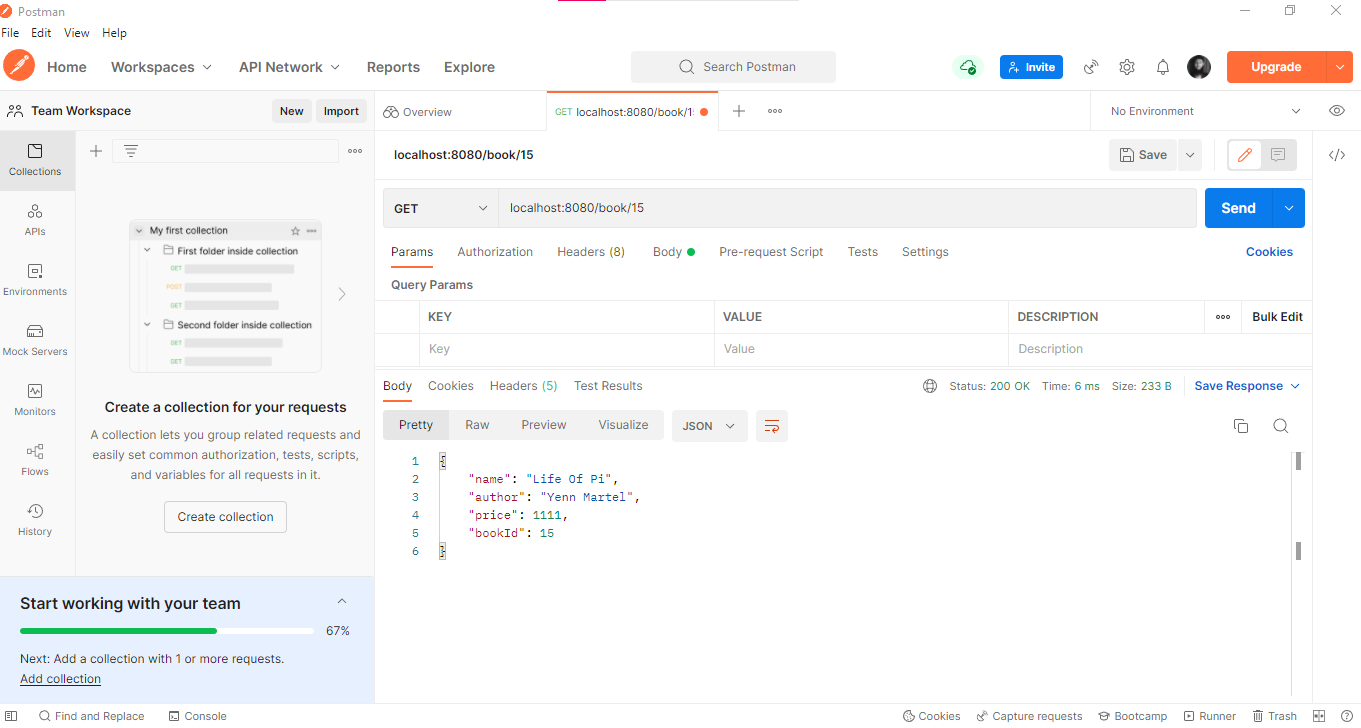 Postman
File Edit View Help
Home Workspaces API Network Reports Explore Search Postman Invite Upgrade
Team Workspace New Import Overview GET localhost:8080/book/1 No Environment
Collections
APIs
Environments
Mock Servers
Monitors
Flows
History
My first collection
First folder inside collection
GET
POST
GET
Second folder inside collection
GET
GET
Create a collection for your requests
A collection lets you group related requests and
easily set common authorization, tests, scripts,
and variables for all requests in it.
Create collection
Start working with your team
67%
Next: Add a collection with 1 or more requests.
Add collection
localhost:8080/book/15 Save
GET localhost:8080/book/15 Send
Params Authorization Headers (8) Body Pre-request Script Tests Settings Cookies
Query Params
KEY VALUE DESCRIPTION Bulk Edit
Key Value Description
Body Cookies Headers (5) Test Results Status: 200 OK Time: 6 ms Size: 233 B Save Response
Pretty Raw Preview Visualize JSON
1 {
2 "name": "Life Of Pi",
3 "author": "Yenn Martel",
4 "price": 1111,
5 "bookId": 15
6 }
Find and Replace Console Cookies Capture requests Bootcamp Runner Trash